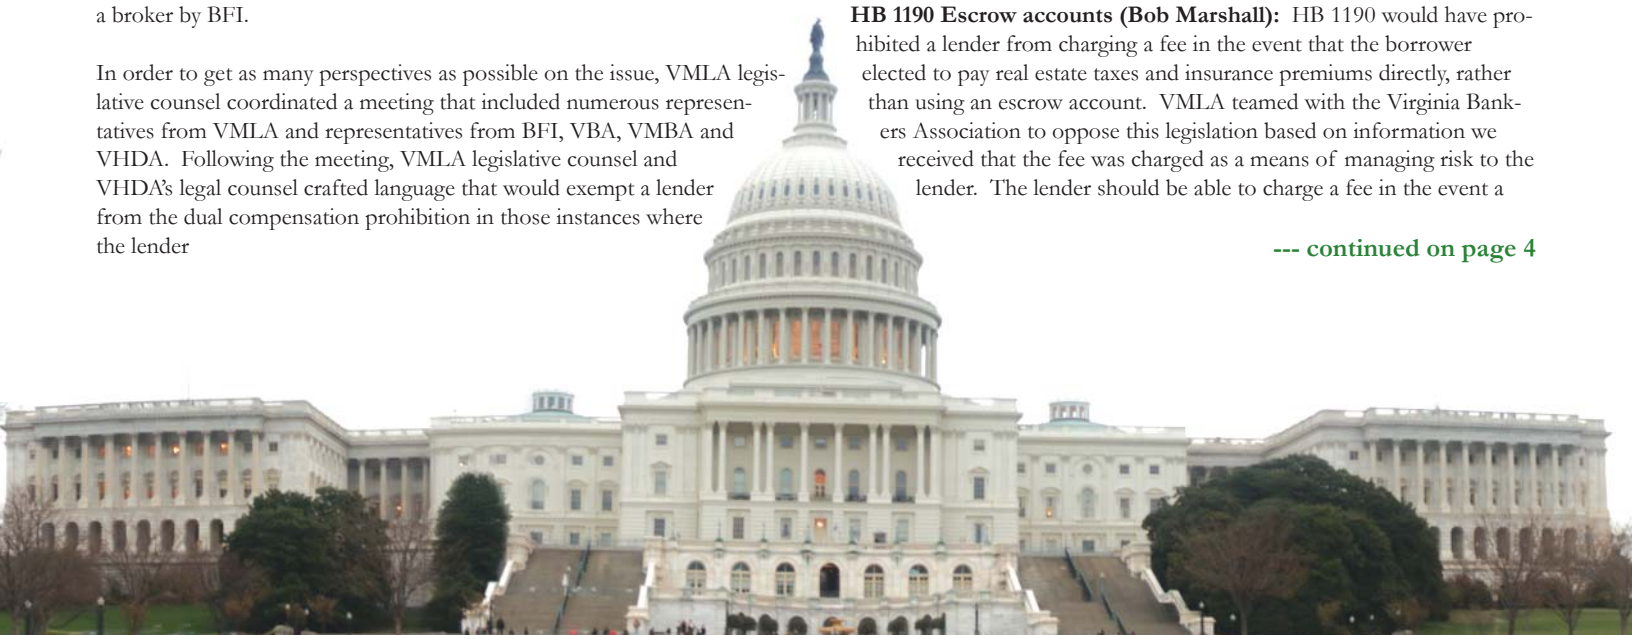 a broker by BFI.
In order to get as many perspectives as possible on the issue, VMLA legis-
lative counsel coordinated a meeting that included numerous represen-
tatives from VMLA and representatives from BFI, VBA, VMBA and
VHDA.  Following the meeting, VMLA legislative counsel and
VHDA's legal counsel crafted language that would exempt a lender
from the dual compensation prohibition in those instances where
the lender
HB 1190 Escrow accounts (Bob Marshall):  HB 1190 would have pro-
hibited a lender from charging a fee in the event that the borrower
elected to pay real estate taxes and insurance premiums directly, rather
than using an escrow account.  VMLA teamed with the Virginia Bank-
ers Association to oppose this legislation based on information we
received that the fee was charged as a means of managing risk to the
lender.  The lender should be able to charge a fee in the event a
--- continued on page 4